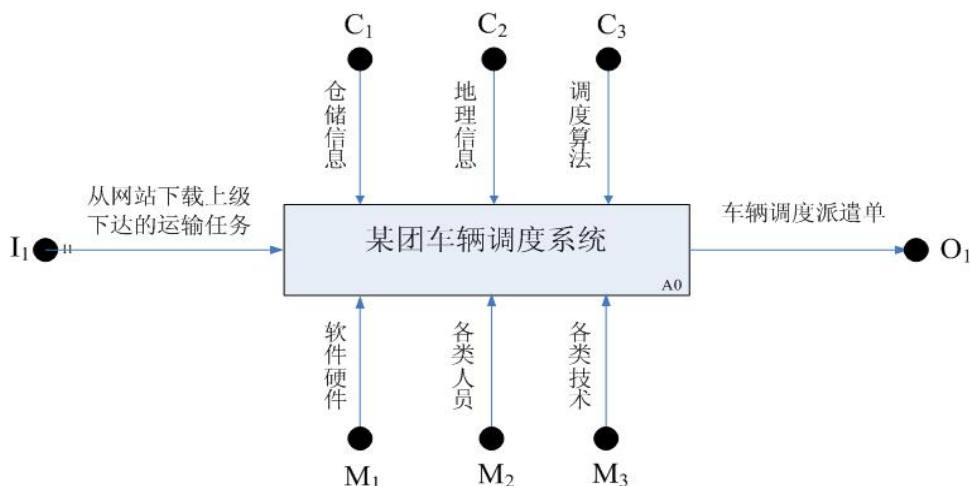 C₁
C₂
C₃
仓储信息
地理信息
调度算法
从网站下载上级
下达的运输任务
车辆调度派遣单
I₁
I1
某团车辆调度系统
O₁
A0
软件硬件
各类人员
各类技术
M₁
M₂
M₃